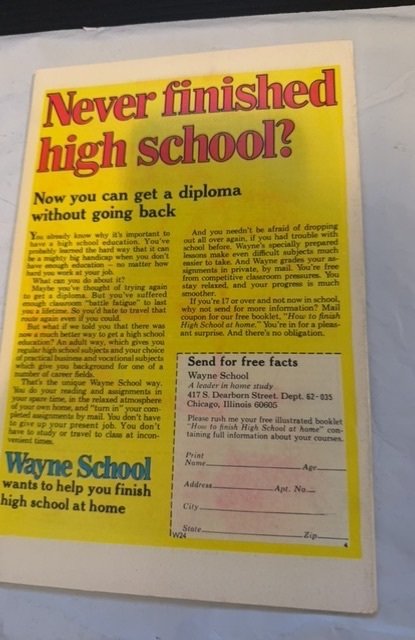 Never finished
high school?
Now you can get a diploma
without going back
You already know why it's important to
have a high school education. You've
probably learned the hard way that it can
be a mighty big handicap when you don't
have enough education — no matter how
hard you work at your job.
What can you do about it?
Maybe you've thought of trying again
to get a diploma. But you've suffered
enough classroom "battle fatigue" to last
you a lifetime. So you'd hate to travel that
route again even if you could.
But what if we told you that there was
now a much better way to get a high school
education? An adult way, which gives you
regular high school subjects and your choice
of practical business and vocational subjects
which give you background for one of a
number of career fields.
That's the unique Wayne School way.
You do your reading and assignments in
your spare time, in the relaxed atmosphere
of your own home, and "turn in" your com-
pleted assignments by mail. You don't have
to give up your present job. You don't
have to study or travel to class at incon-
venient times.
And you needn't be afraid of dropping
out all over again, if you had trouble with
school before. Wayne's specially prepared
lessons make even difficult subjects much
easier to take. And Wayne grades your as-
signments in private, by mail. You're free
from competitive classroom pressures. You
stay relaxed, and your progress is much
smoother.
If you're 17 or over and not now in school,
why not send for more information? Mail
coupon for our free booklet, "How to finish
High School at home." You're in for a pleas-
ant surprise. And there's no obligation.
Wayne School
wants to help you finish
high school at home
Send for free facts
Wayne School
A leader in home study
417 S. Dearborn Street. Dept. 62-035
Chicago, Illinois 60605
Please rush me your free illustrated booklet
"How to finish High School at home" con-
taining full information about your courses.
Print
Name Age
Address Apt. No.
City
State Zip
W24 4